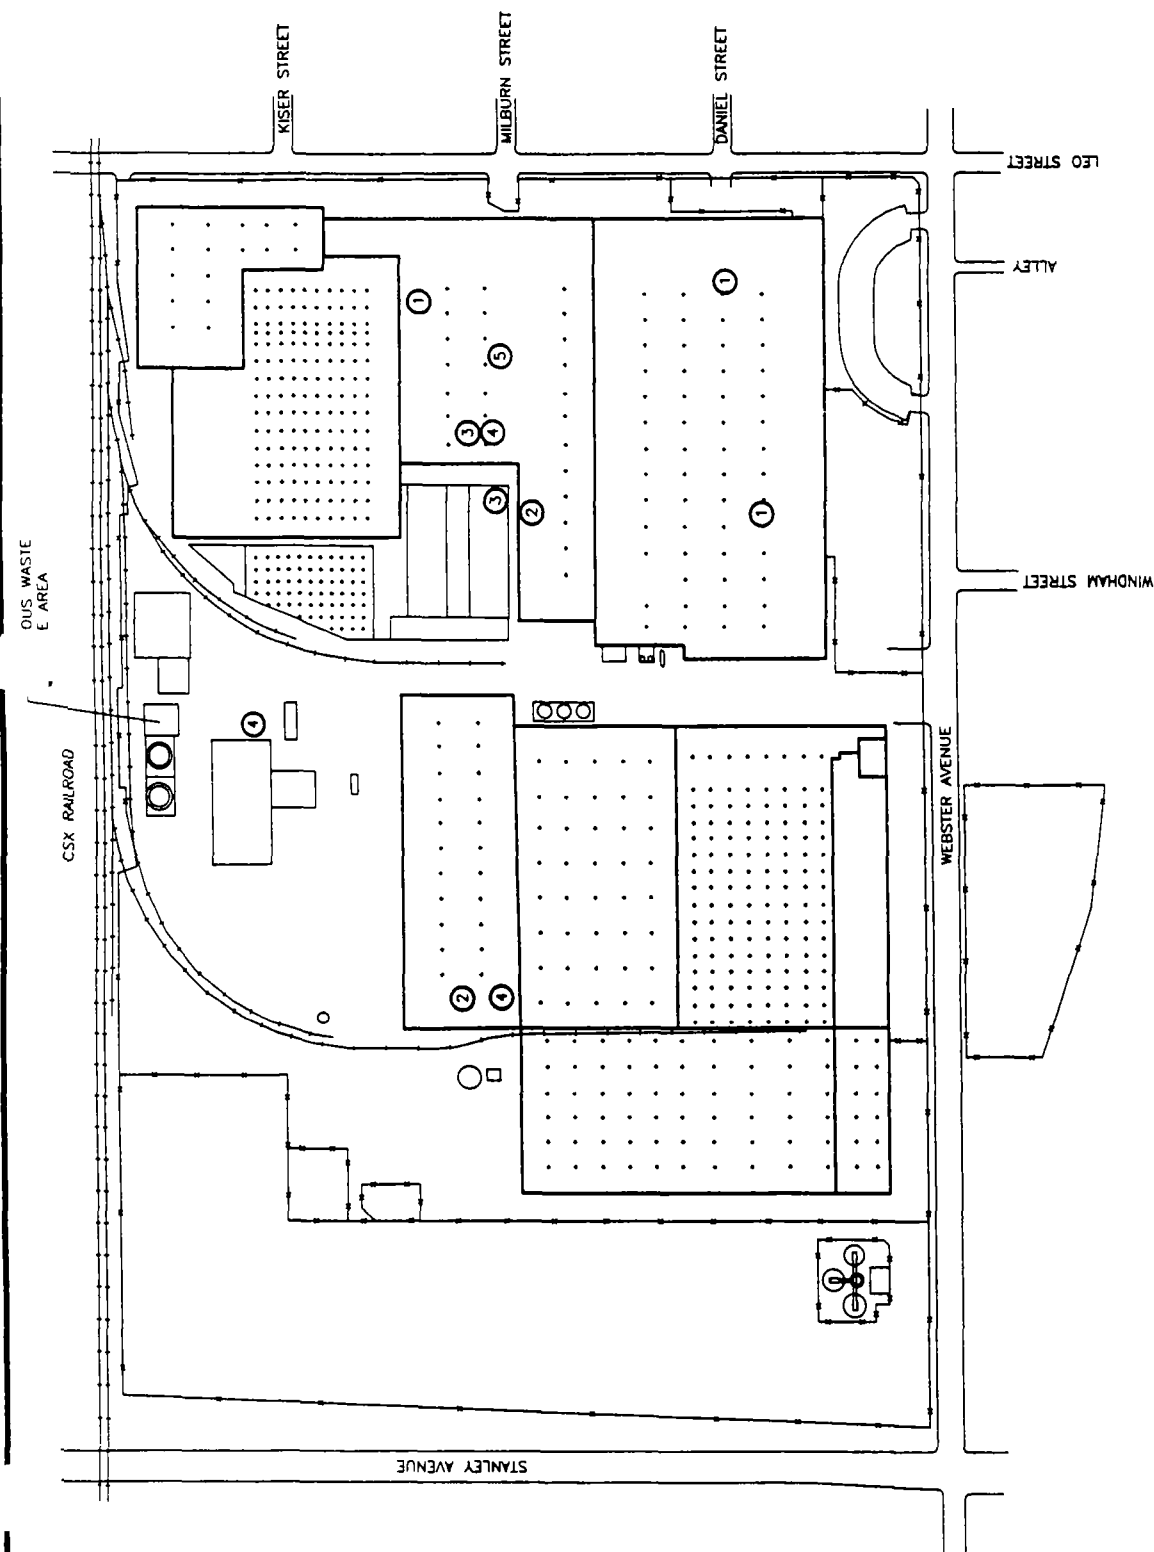 KISER STREET
MILBURN STREET
DANIEL STREET
LEO STREET
ALLEY
WINDHAM STREET
OUS WASTE
E AREA
CSX RAILROAD
WEBSTER AVENUE
STANLEY AVENUE
1
1
5
3
4
3
2
1
4
2
4